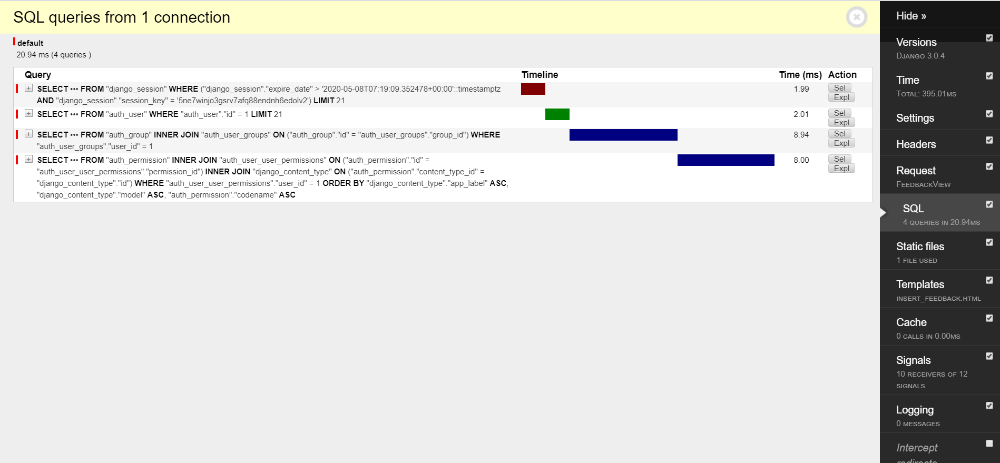 SQL queries from 1 connection
default
20.94 ms (4 queries )
Query Timeline Time (ms) Action
SELECT ••• FROM "django_session" WHERE ("django_session"."expire_date" > '2020-05-08T07:19:09.352478+00:00'::timestamptz
AND "django_session"."session_key" = '5ne7winjo3gsrv7afq88endnh6edolv2') LIMIT 21
1.99
Sel
Expl
SELECT ••• FROM "auth_user" WHERE "auth_user"."id" = 1 LIMIT 21
2.01
Sel
Expl
SELECT ••• FROM "auth_group" INNER JOIN "auth_user_groups" ON ("auth_group"."id" = "auth_user_groups"."group_id") WHERE
"auth_user_groups"."user_id" = 1
8.94
Sel
Expl
SELECT ••• FROM "auth_permission" INNER JOIN "auth_user_user_permissions" ON ("auth_permission"."id" =
"auth_user_user_permissions"."permission_id") INNER JOIN "django_content_type" ON ("auth_permission"."content_type_id" =
"django_content_type"."id") WHERE "auth_user_user_permissions"."user_id" = 1 ORDER BY "django_content_type"."app_label" ASC,
"django_content_type"."model" ASC, "auth_permission"."codename" ASC
8.00
Sel
Expl
Hide »
Versions
Django 3.0.4
Time
Total: 395.01ms
Settings
Headers
Request
FeedbackView
SQL
4 queries in 20.94ms
Static files
1 file used
Templates
insert_feedback.html
Cache
0 calls in 0.00ms
Signals
10 receivers of 12
signals
Logging
0 messages
Intercept
redirects